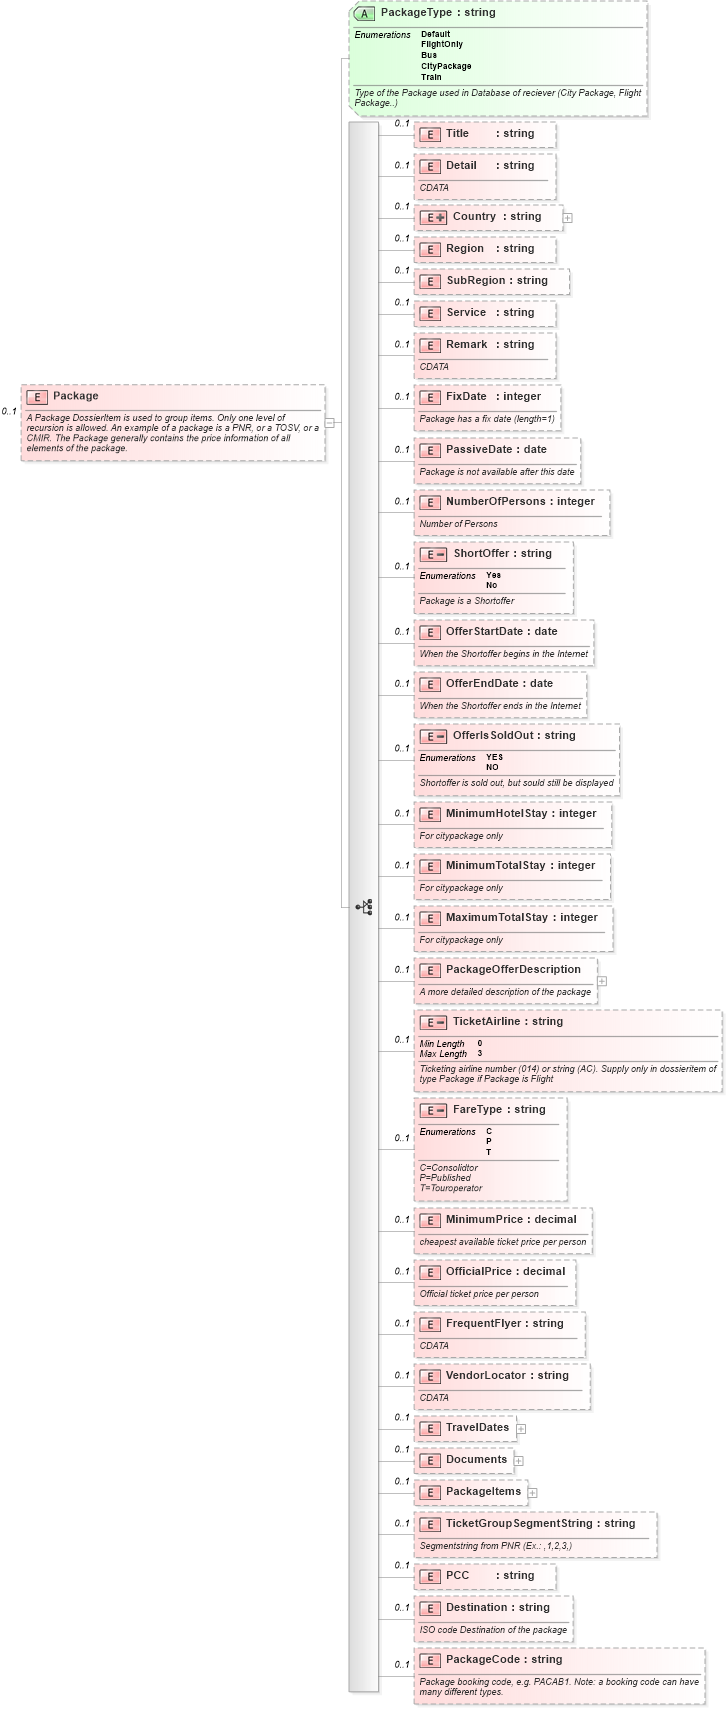 A PackageType : string
Enumerations Default
FlightOnly
Bus
CityPackage
Train
Type of the Package used in Database of reciever (City Package, Flight
Package..)
0..1 E Title : string
0..1 E Detail : string
CDATA
0..1 E Country : string
0..1 E Region : string
0..1 E SubRegion : string
0..1 E Service : string
0..1 E Remark : string
CDATA
0..1 E Package
A Package DossierItem is used to group items. Only one level of
recursion is allowed. An example of a package is a PNR, or a TOSV, or a
CMIR. The Package generally contains the price information of all
elements of the package.
0..1 E FixDate : integer
Package has a fix date (length=1)
0..1 E PassiveDate : date
Package is not available after this date
0..1 E NumberOfPersons : integer
Number of Persons
0..1 E ShortOffer : string
Enumerations Yes
No
Package is a Shortoffer
0..1 E OfferStartDate : date
When the Shortoffer begins in the Internet
0..1 E OfferEndDate : date
When the Shortoffer ends in the Internet
0..1 E OfferIsSoldOut : string
Enumerations YES
NO
Shortoffer is sold out, but sould still be displayed
0..1 E MinimumHotelStay : integer
For citypackage only
0..1 E MinimumTotalStay : integer
For citypackage only
0..1 E MaximumTotalStay : integer
For citypackage only
0..1 E PackageOfferDescription
A more detailed description of the package
0..1 E TicketAirline : string
Min Length 0
Max Length 3
Ticketing airline number (014) or string (AC). Supply only in dossieritem of
type Package if Package is Flight
0..1 E FareType : string
Enumerations C
P
T
C=Consolidtor
P=Published
T=Touroperator
0..1 E MinimumPrice : decimal
cheapest available ticket price per person
0..1 E OfficialPrice : decimal
Official ticket price per person
0..1 E FrequentFlyer : string
CDATA
0..1 E VendorLocator : string
CDATA
0..1 E TravelDates
0..1 E Documents
0..1 E PackageItems
0..1 E TicketGroupSegmentString : string
Segmentstring from PNR (Ex.: ,1,2,3,)
0..1 E PCC : string
0..1 E Destination : string
ISO code Destination of the package
0..1 E PackageCode : string
Package booking code, e.g. PACAB1. Note: a booking code can have
many different types.